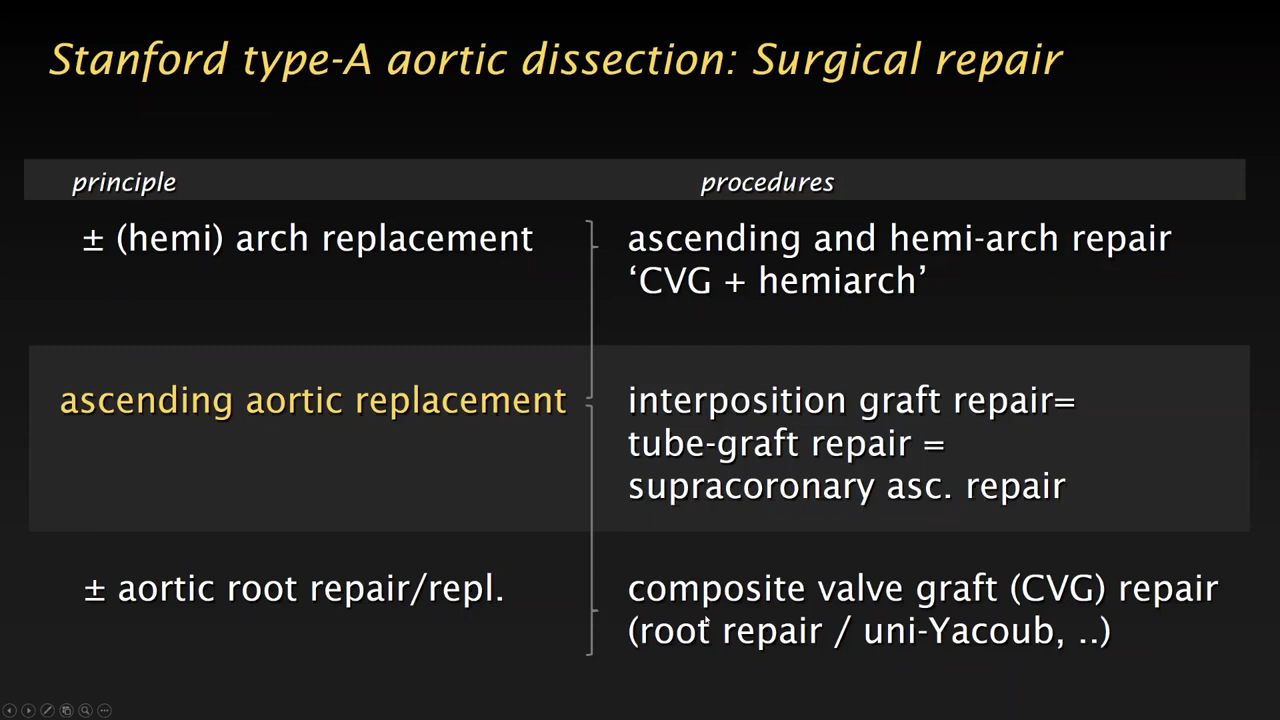 Stanford type-A aortic dissection: Surgical repair
principle
procedures
± (hemi) arch replacement
ascending and hemi-arch repair
‘CVG + hemiarch’
ascending aortic replacement
interposition graft repair=
tube-graft repair =
supracoronary asc. repair
± aortic root repair/repl.
composite valve graft (CVG) repair
(root repair / uni-Yacoub, ..)